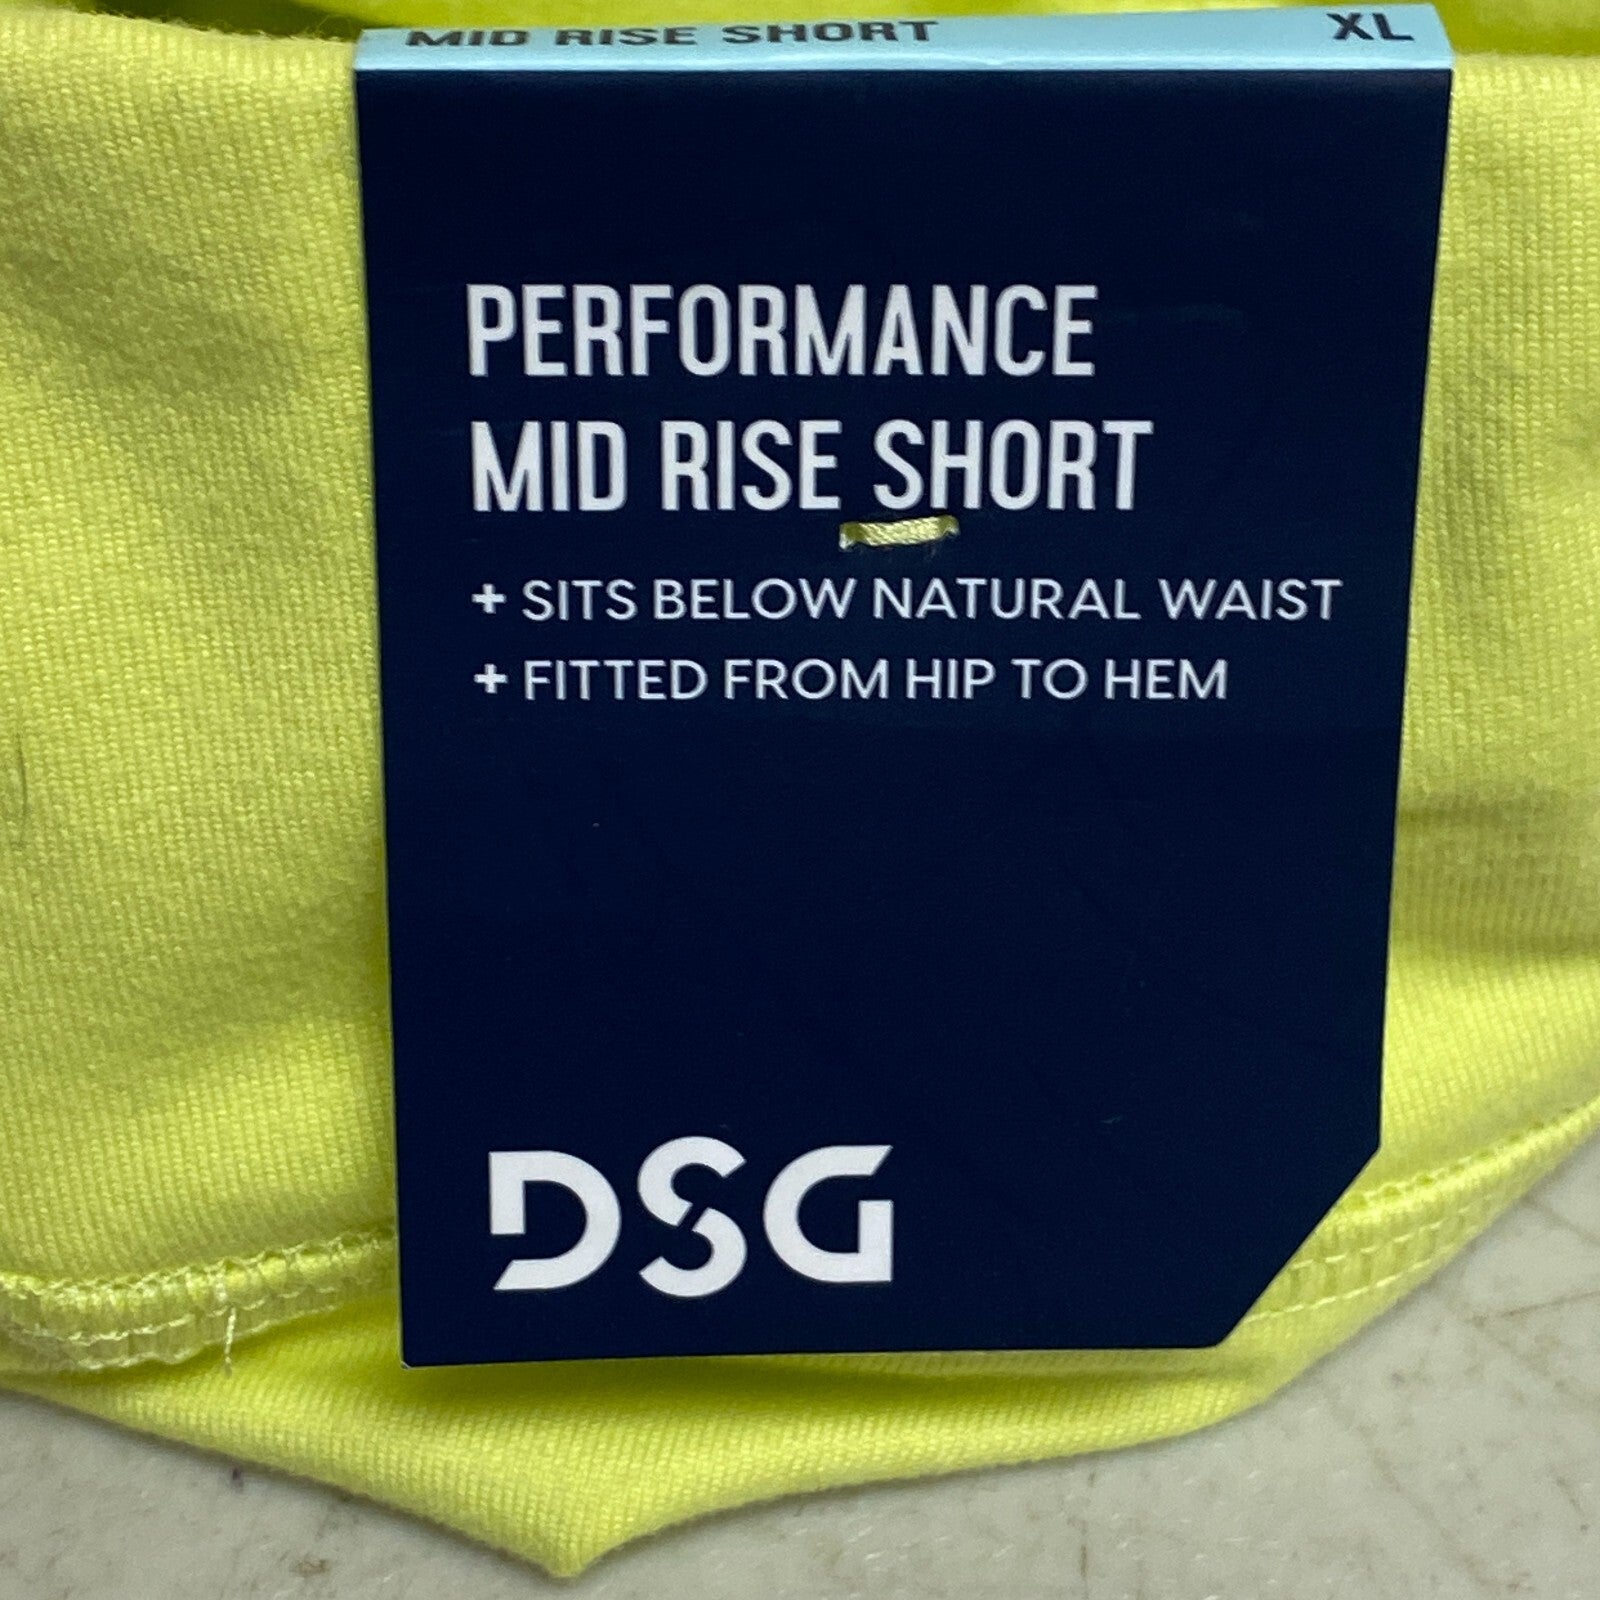 MID RISE SHORT XL
PERFORMANCE
MID RISE SHORT
+ SITS BELOW NATURAL WAIST
+ FITTED FROM HIP TO HEM
DSG